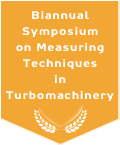 Biannual
Symposium
on Measuring
Techniques
in
Turbomachinery